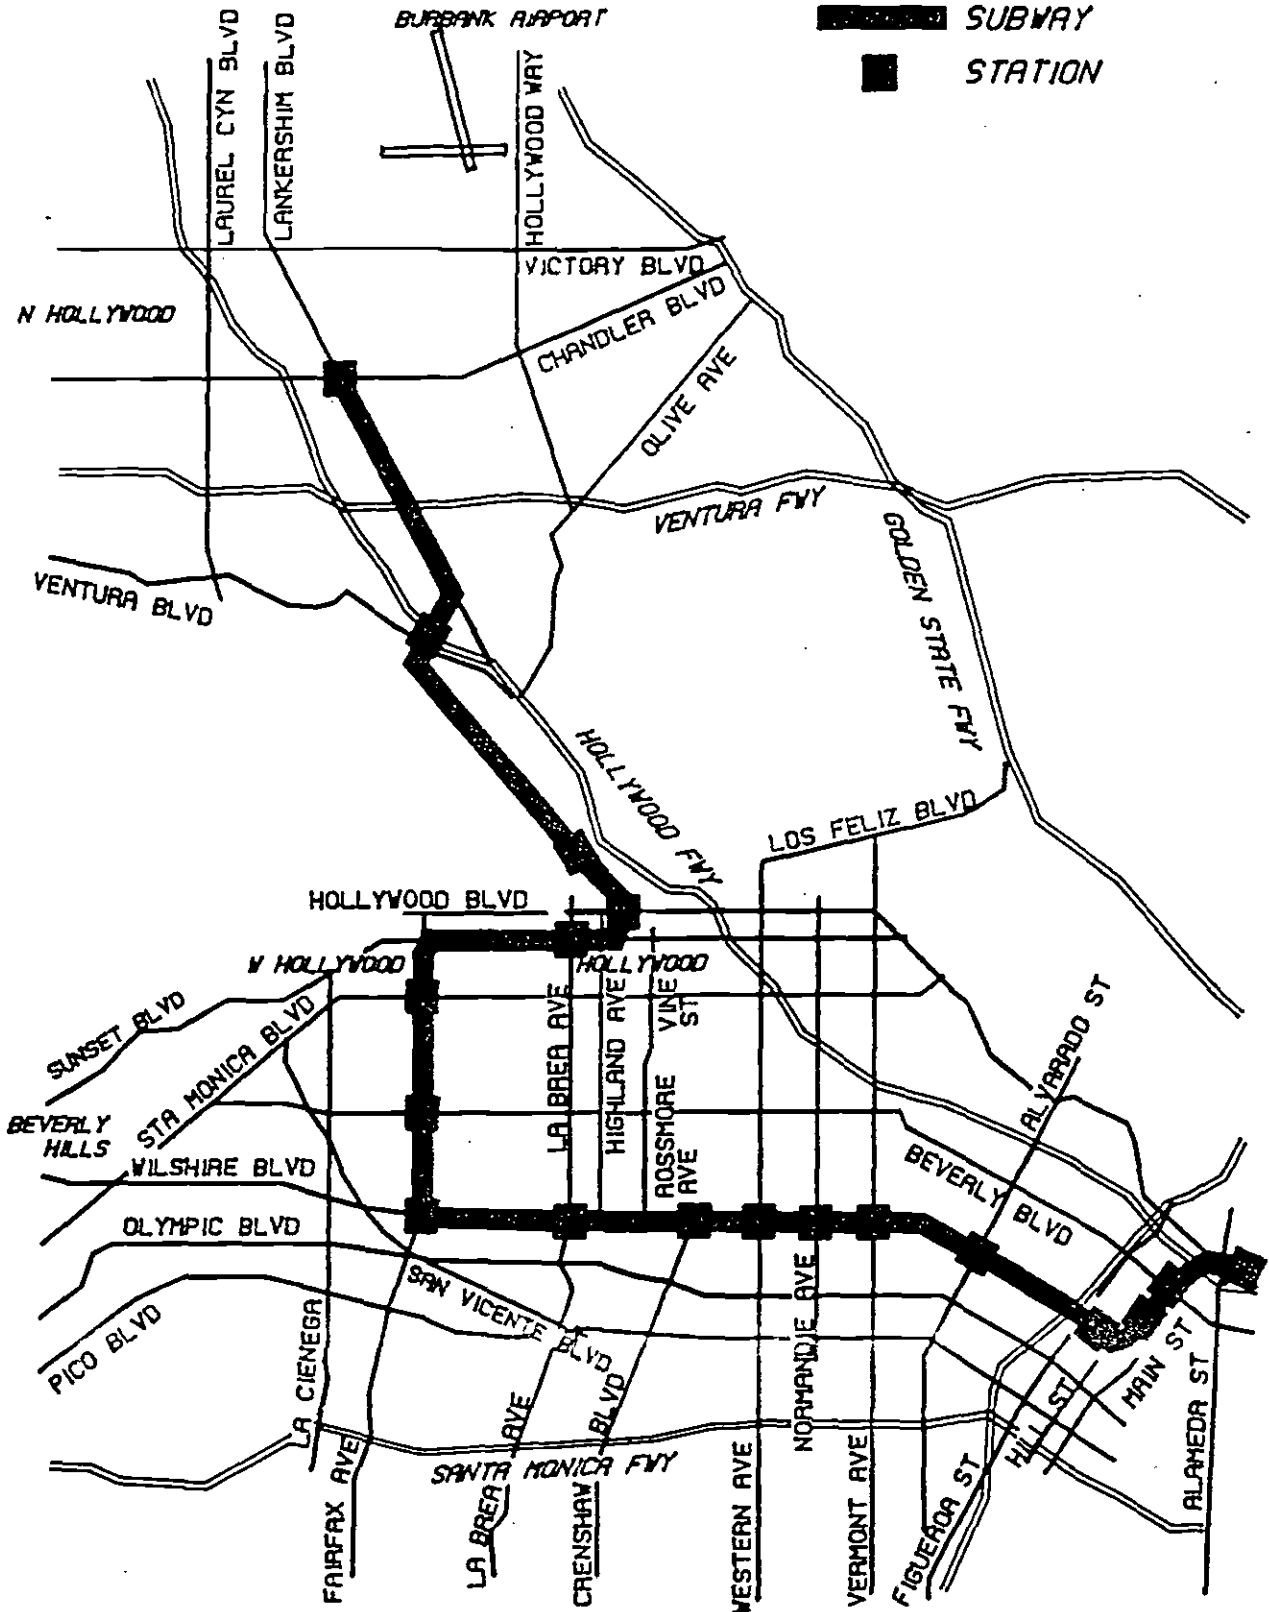 BURBANK AIRPORT
SUBWAY
STATION
LAUREL CYN BLVD
LANKERSHIM BLVD
HOLLYWOOD WAY
VICTORY BLVD
N HOLLYWOOD
CHANDLER BLVD
OLIVE AVE
VENTURA FWY
GOLDEN STATE FWY
VENTURA BLVD
HOLLYWOOD FWY
LOS FELIZ BLVD
HOLLYWOOD BLVD
W HOLLYWOOD
HOLLYWOOD
SUNSET BLVD
STA MONICA BLVD
LA BREA AVE
HIGHLAND AVE
VINE
ST
ALVARADO ST
BEVERLY
HILLS
WILSHIRE BLVD
ROSSMORE
AVE
BEVERLY BLVD
OLYMPIC BLVD
SAN VICENTE BLVD
PICO BLVD
LA CIENEGA
NORMANDIE AVE
MAIN ST
HILL ST
ALAMEDA ST
FAIRFAX AVE
SANTA MONICA FWY
LA BREA AVE
CRENSHAW BLVD
WESTERN AVE
VERMONT AVE
FIGUEROA ST